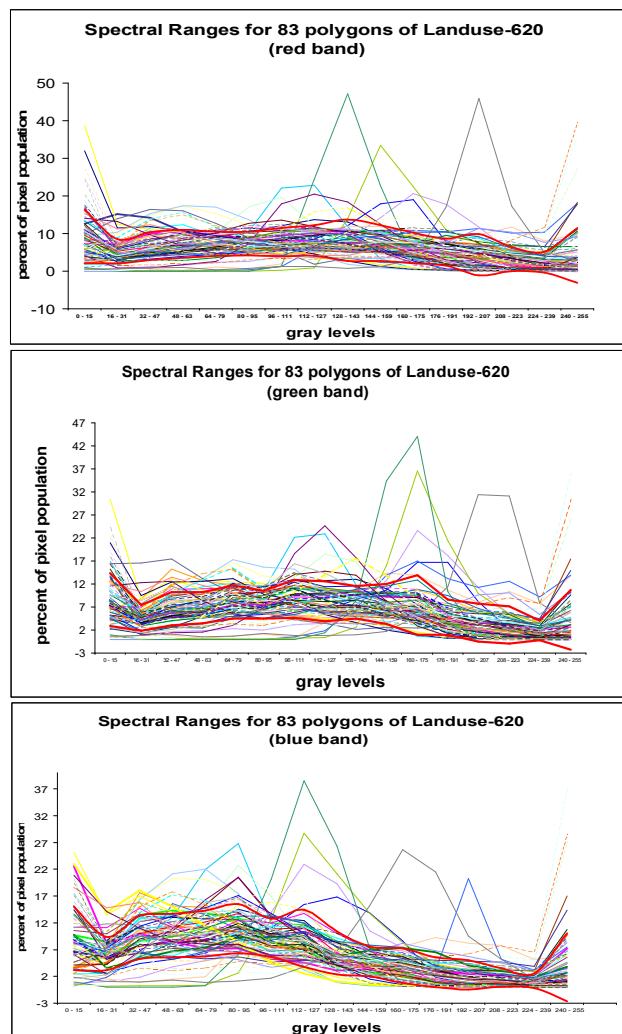 Spectral Ranges for 83 polygons of Landuse-620
(red band)
50
40
30
20
10
0
-10
percent of pixel population
0 - 15 16 - 31 32 - 47 48 - 63 64 - 79 80 - 95 96 - 111 112 - 127 128 - 143 144 - 159 160 - 175 176 - 191 192 - 207 208 - 223 224 - 239 240 - 255
gray levels
Spectral Ranges for 83 polygons of Landuse-620
(green band)
47
42
37
32
27
22
17
12
7
2
-3
percent of pixel population
0 - 15 16 - 31 32 - 47 48 - 63 64 - 79 80 - 95 96 - 111 112 - 127 128 - 143 144 - 159 160 - 175 176 - 191 192 - 207 208 - 223 224 - 239 240 - 255
gray levels
Spectral Ranges for 83 polygons of Landuse-620
(blue band)
37
32
27
22
17
12
7
2
-3
percent of pixel population
0 - 15 16 - 31 32 - 47 48 - 63 64 - 79 80 - 95 96 - 111 112 - 127 128 - 143 144 - 159 160 - 175 176 - 191 192 - 207 208 - 223 224 - 239 240 - 255
gray levels